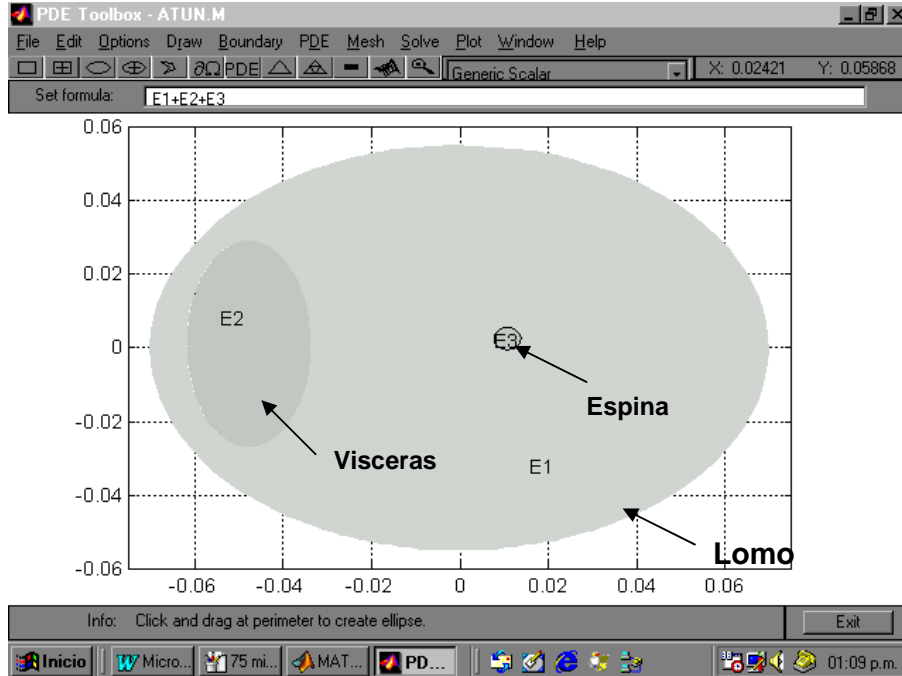 PDE Toolbox - ATUN.M
File Edit Options Draw Boundary PDE Mesh Solve Plot Window Help
∂Ω PDE Generic Scalar X: 0.02421 Y: 0.05868
Set formula: E1+E2+E3
0.06
0.04
0.02
0
-0.02
-0.04
-0.06
E2
E3
Espina
Visceras
E1
Lomo
-0.06 -0.04 -0.02 0 0.02 0.04 0.06
Info: Click and drag at perimeter to create ellipse. Exit
Inicio Micro... 75 mi... MAT... PD... 01:09 p.m.